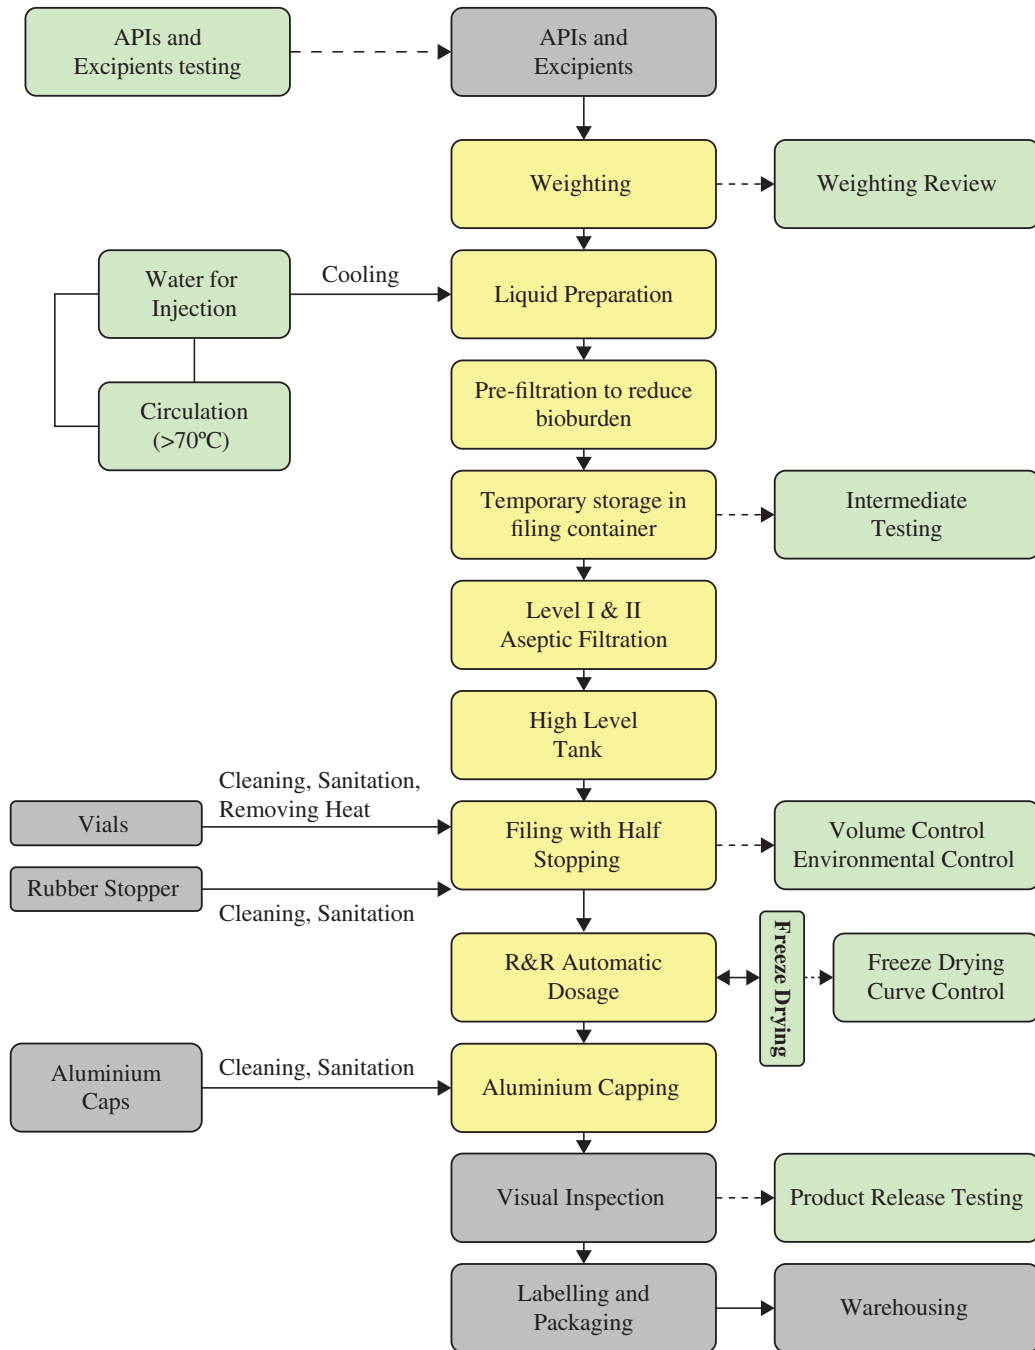 APIs and
Excipients testing
APIs and
Excipients
Weighting
Weighting Review
Water for
Injection
Cooling
Liquid Preparation
Circulation
(>70ºC)
Pre-filtration to reduce
bioburden
Temporary storage in
filing container
Intermediate
Testing
Level I & II
Aseptic Filtration
High Level
Tank
Cleaning, Sanitation,
Removing Heat
Vials
Filing with Half
Stopping
Volume Control
Environmental Control
Rubber Stopper
Cleaning, Sanitation
R&R Automatic
Dosage
Freeze Drying
Freeze Drying
Curve Control
Aluminium
Caps
Cleaning, Sanitation
Aluminium Capping
Visual Inspection
Product Release Testing
Labelling and
Packaging
Warehousing